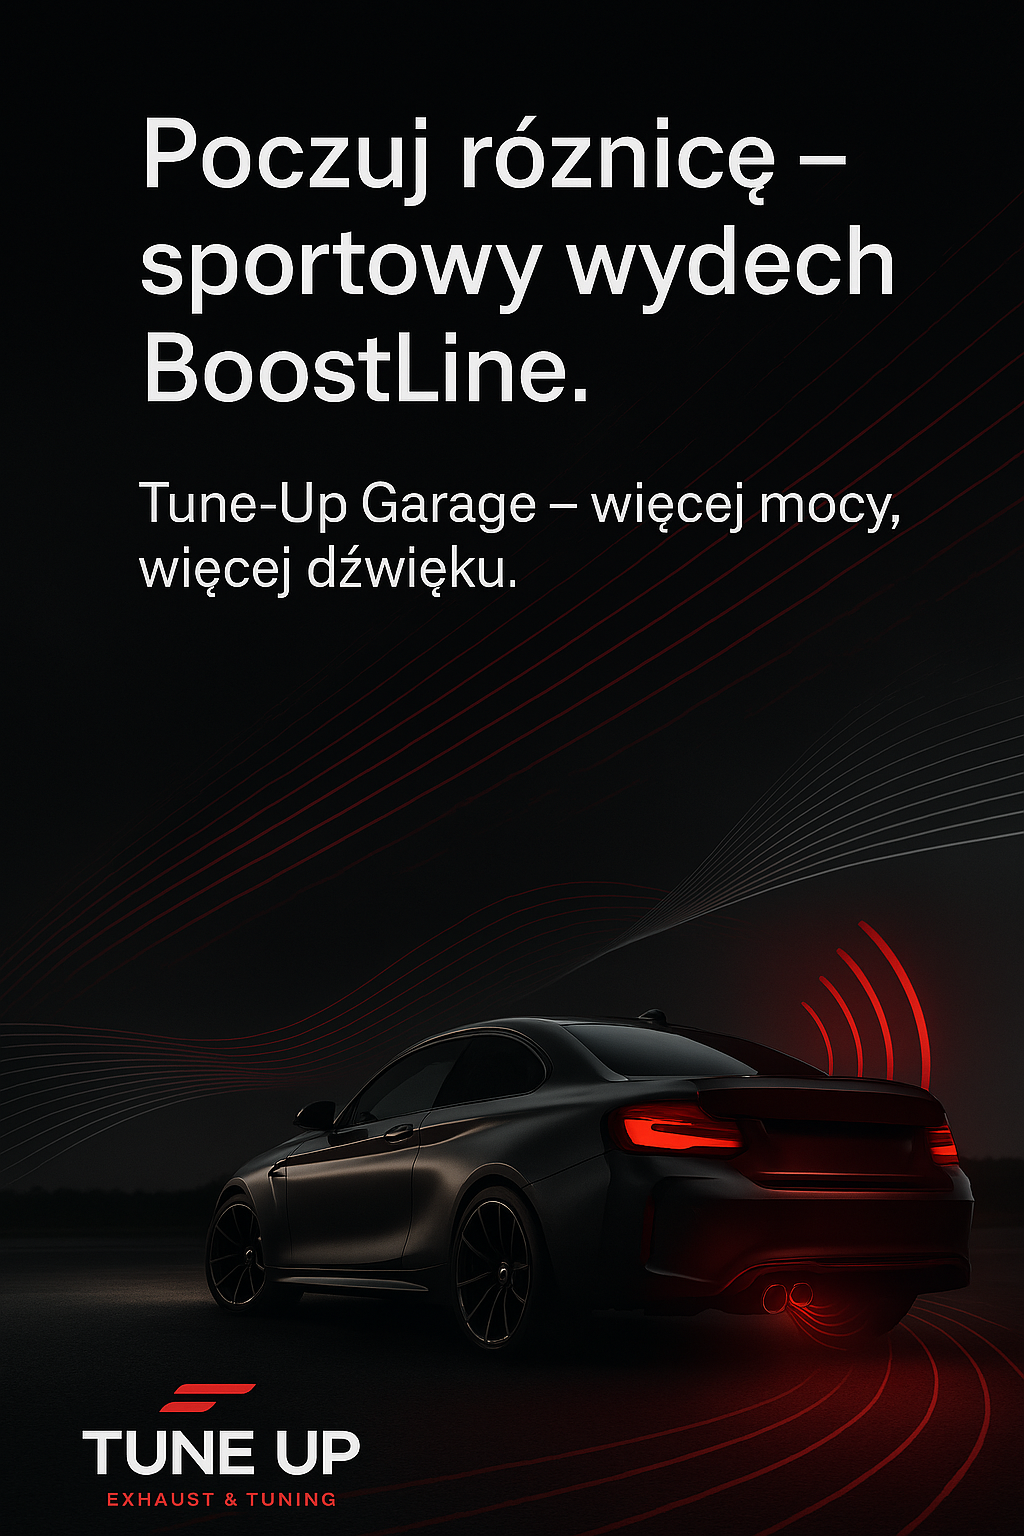 Poczuj róznicę –
sportowy wydech
BoostLine.
Tune-Up Garage – więcej mocy,
więcej dźwięku.
TUNE UP
EXHAUST & TUNING